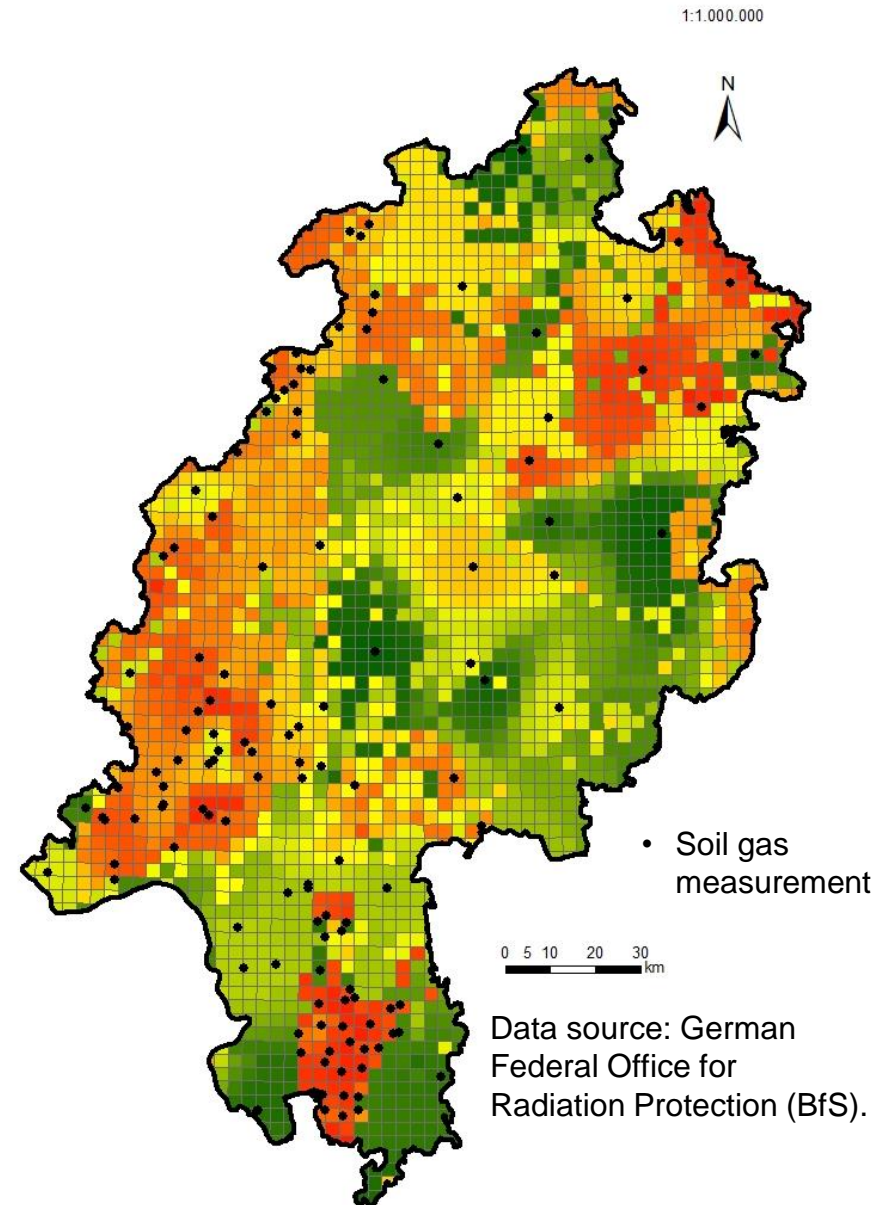 1:1.000.000
N
• Soil gas
measurement
0 5 10 20 30
km
Data source: German
Federal Office for
Radiation Protection (BfS).